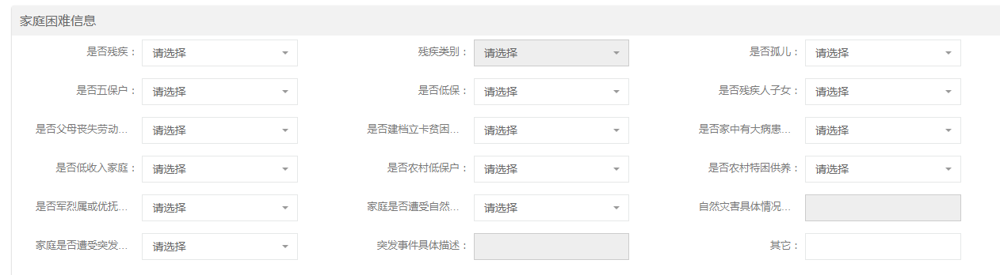 家庭困难信息
是否残疾： 请选择 残疾类别： 请选择 是否孤儿： 请选择
是否五保户： 请选择 是否低保： 请选择 是否残疾人子女： 请选择
是否父母丧失劳动... 请选择 是否建档立卡贫困... 请选择 是否家中有大病患... 请选择
是否低收入家庭： 请选择 是否农村低保户： 请选择 是否农村特困供养： 请选择
是否军烈属或优抚... 请选择 家庭是否遭受自然... 请选择 自然灾害具体情况...
家庭是否遭受突发... 请选择 突发事件具体描述： 其它：